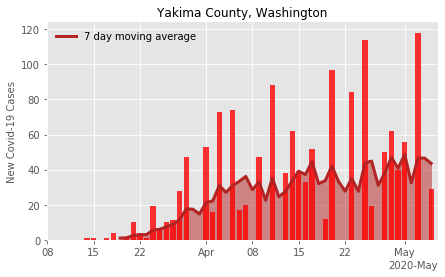 Yakima County, Washington
7 day moving average
New Covid-19 Cases
120
100
80
60
40
20
0
08
15
22
Apr
08
15
22
May
2020-May